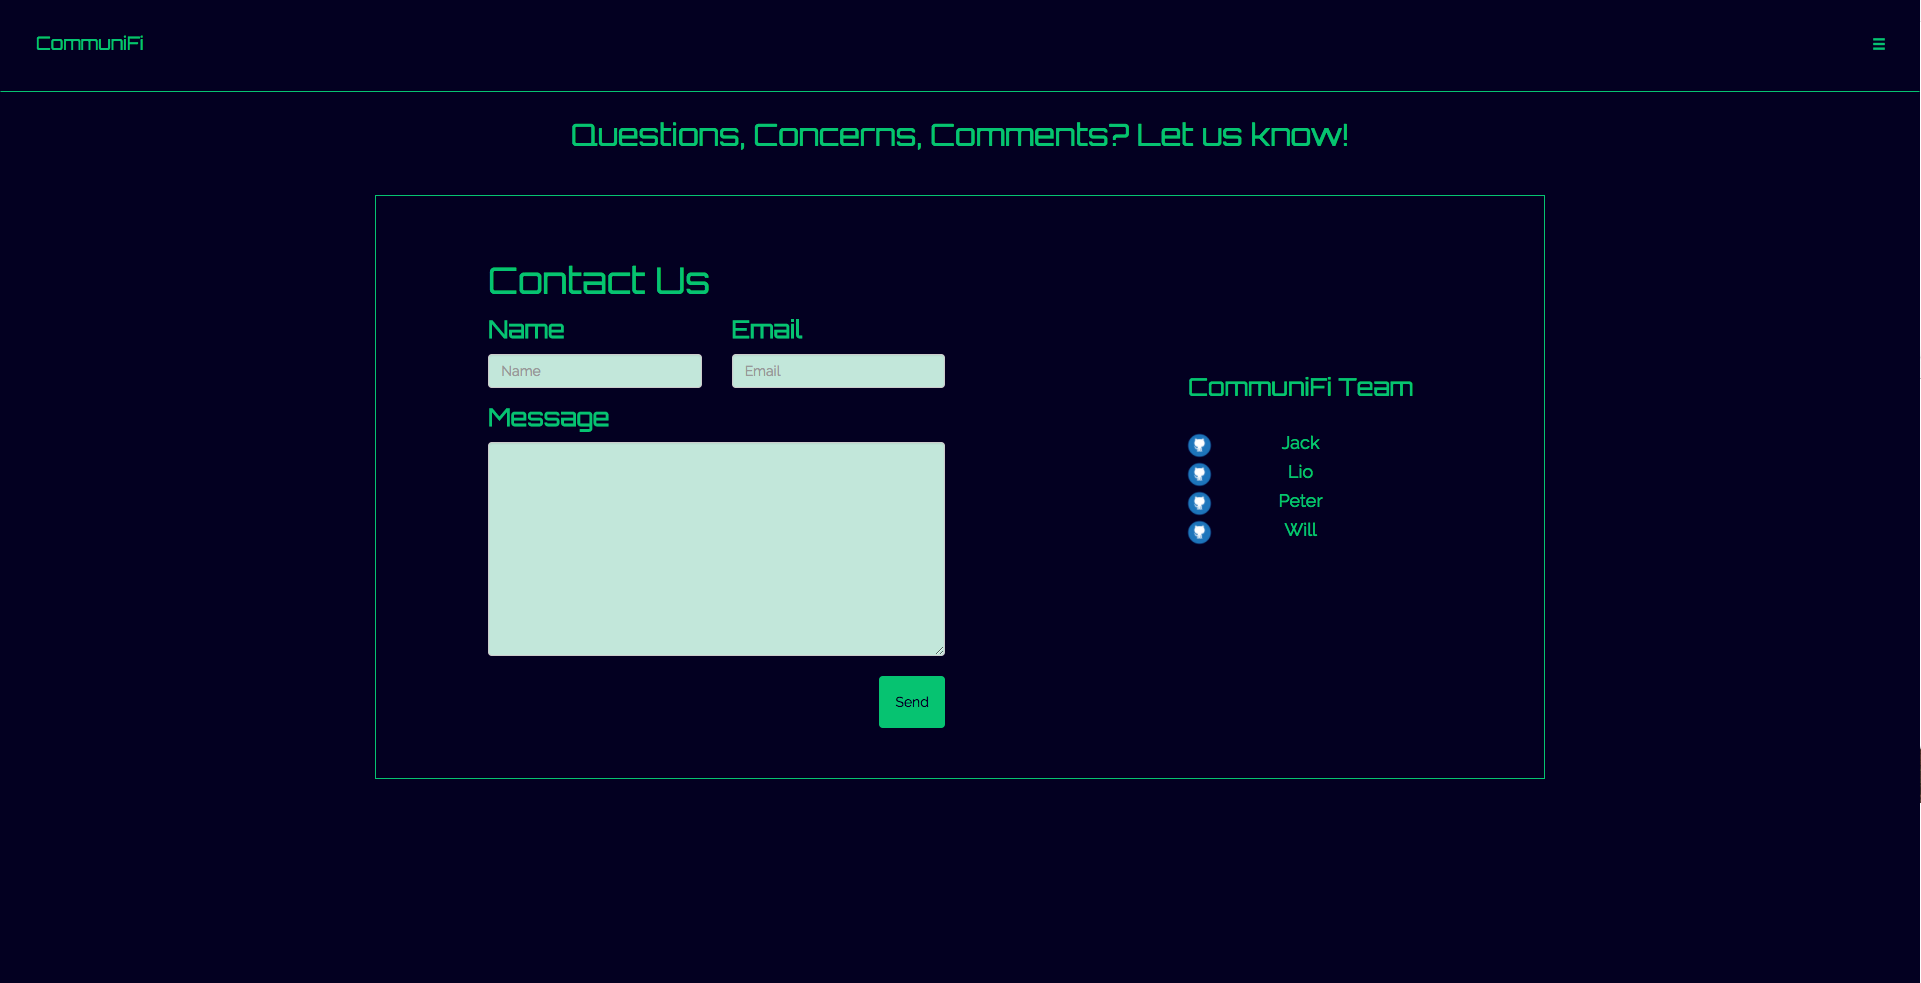 CommuniFi
Questions, Concerns, Comments? Let us know!
Contact Us
Name
Email
Name
Email
Message
Send
CommuniFi Team
Jack
Lio
Peter
Will